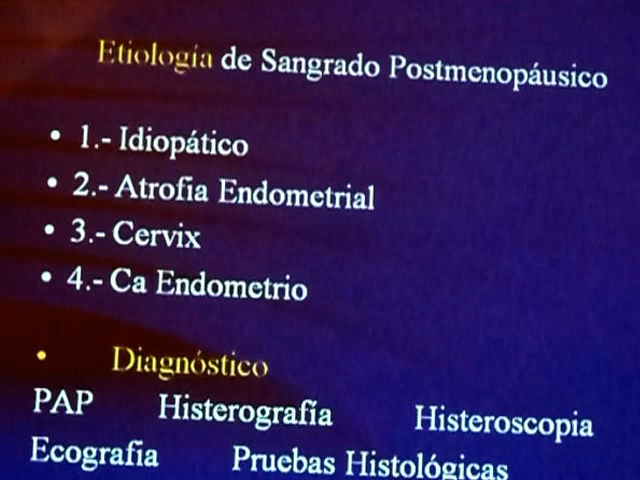 Etiología de Sangrado Postmenopáusico
• 1.- Idiopático
• 2.- Atrofia Endometrial
• 3.- Cervix
• 4.- Ca Endometrio
• Diagnóstico
PAP Histerografía Histeroscopia
Ecografia Pruebas Histológicas